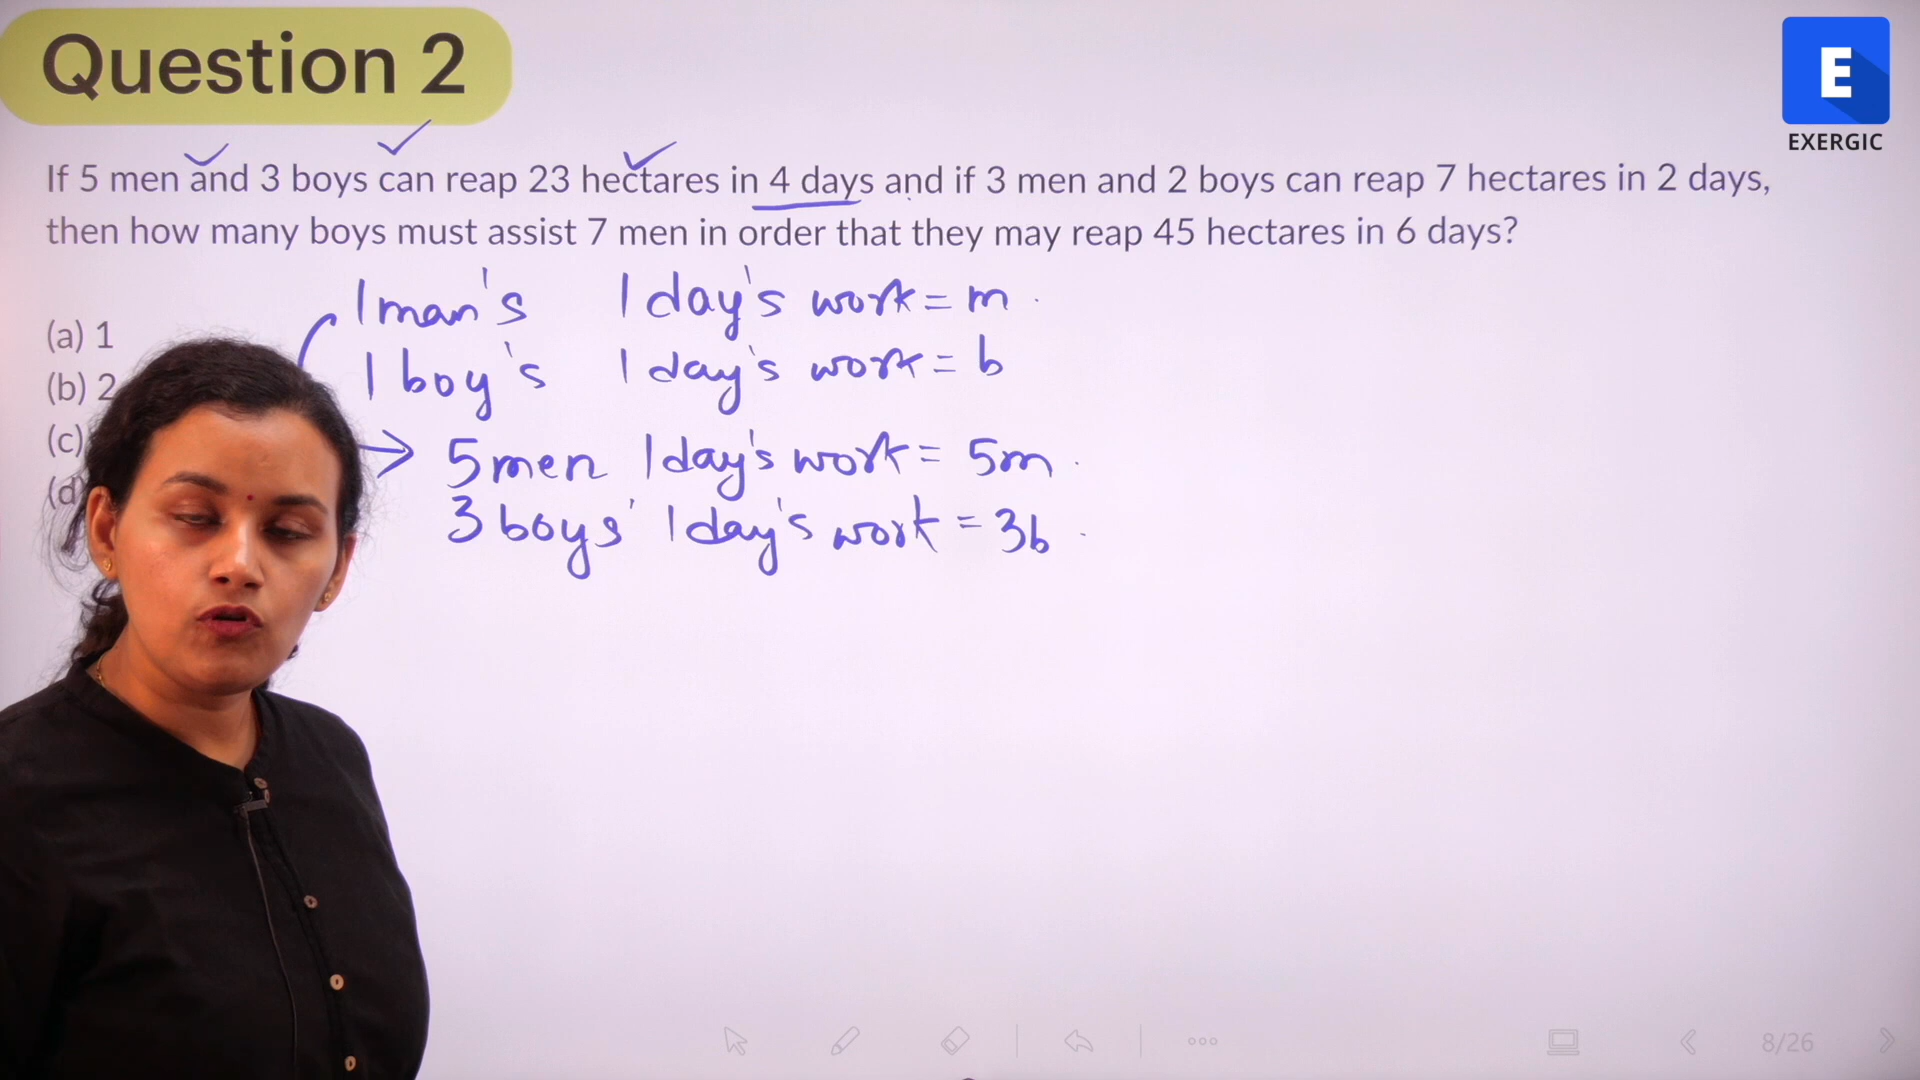 Question 2
E
EXERGIC
If 5 men and 3 boys can reap 23 hectares in 4 days and if 3 men and 2 boys can reap 7 hectares in 2 days,
then how many boys must assist 7 men in order that they may reap 45 hectares in 6 days?
(a) 1
(b) 2
(c)
(d)
1 man's 1 day's work = m
1 boy's 1 day's work = b
5 men 1 day's work = 5m
3 boys' 1 day's work = 3b
8/26